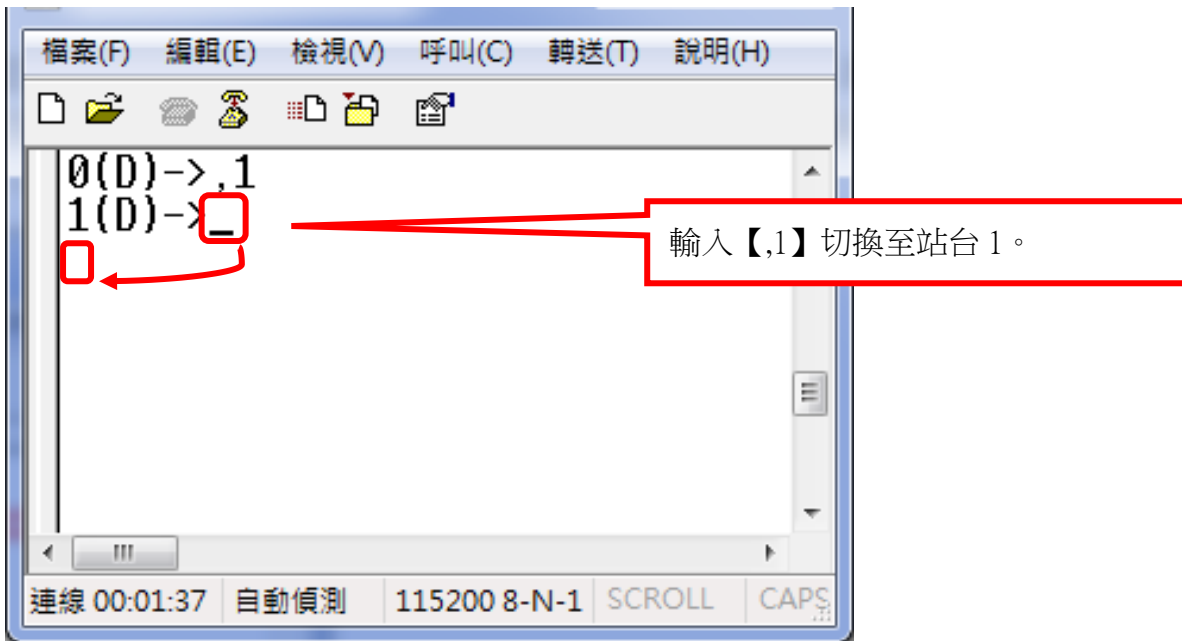 檔案(F) 編輯(E) 檢視(V) 呼叫(C) 轉送(T) 說明(H)
0(D)->,1
1(D)->_
輸入【,1】切換至站台 1。
連線 00:01:37 自動偵測 115200 8-N-1 SCROLL CAPS